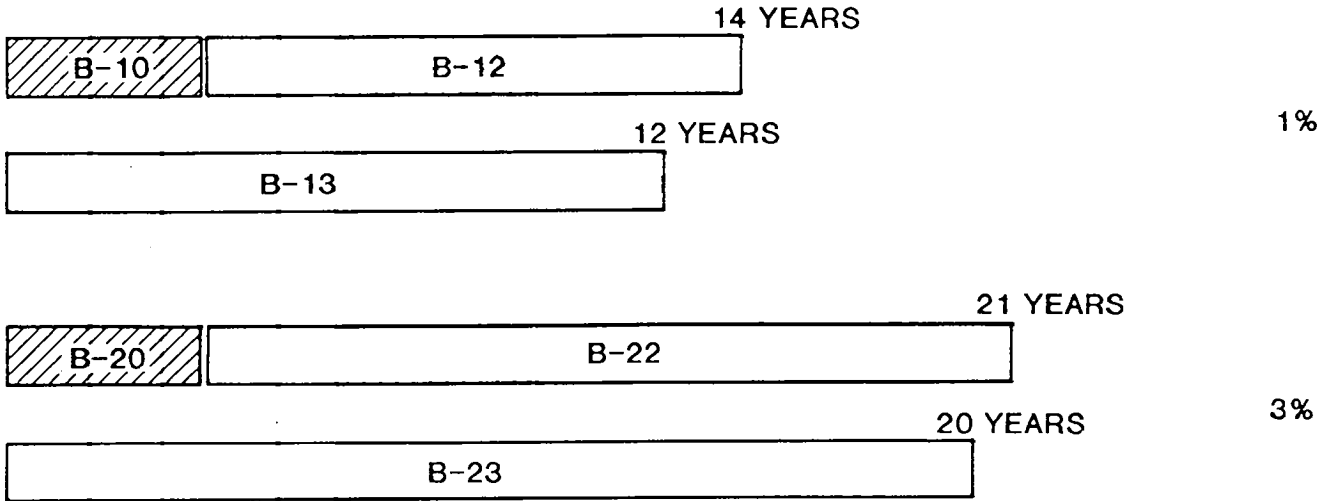 14 YEARS
B-10 B-12
1%
12 YEARS
B-13
21 YEARS
B-20 B-22
3%
20 YEARS
B-23